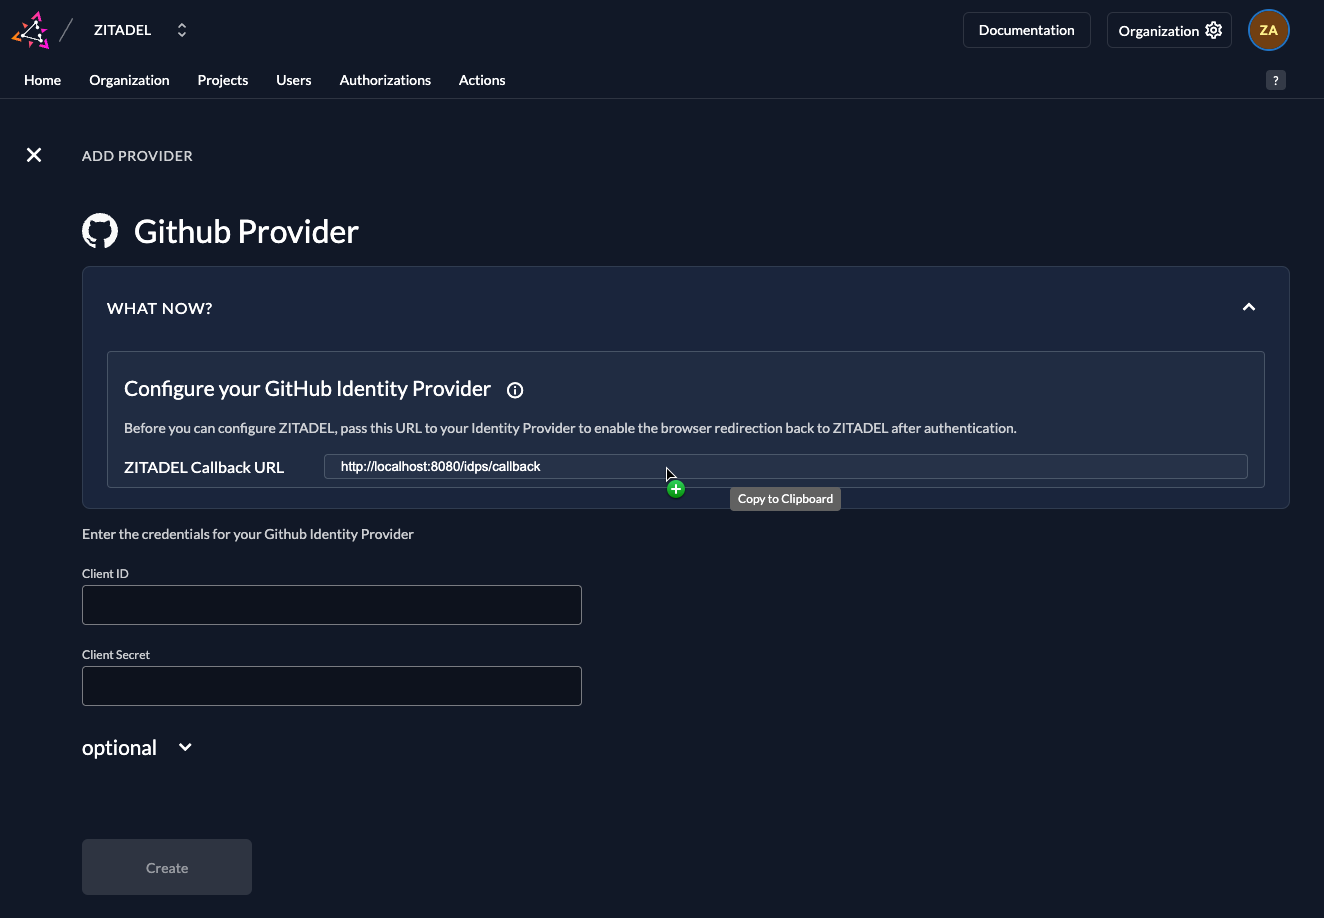 ZITADEL
Documentation
Organization
ZA
Home Organization Projects Users Authorizations Actions
?
ADD PROVIDER
Github Provider
WHAT NOW?
Configure your GitHub Identity Provider
Before you can configure ZITADEL, pass this URL to your Identity Provider to enable the browser redirection back to ZITADEL after authentication.
ZITADEL Callback URL
http://localhost:8080/idps/callback
Copy to Clipboard
Enter the credentials for your Github Identity Provider
Client ID
Client Secret
optional
Create